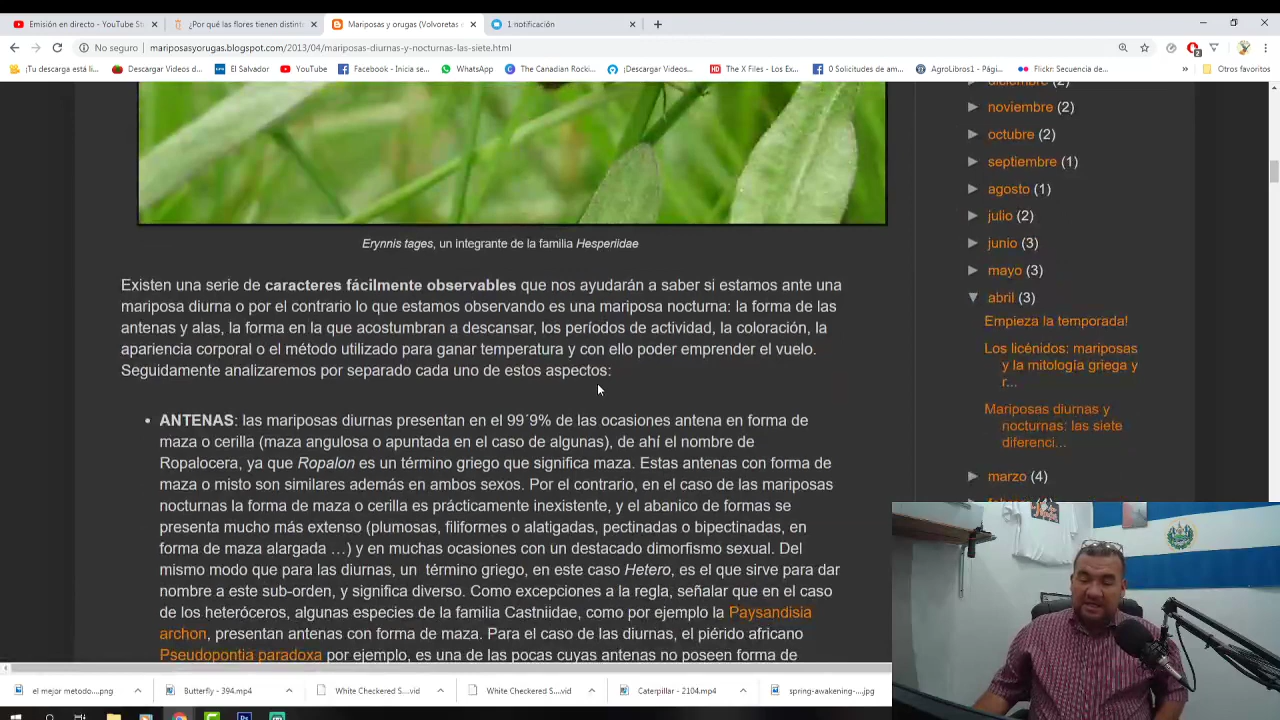 Emisión en directo - YouTube St
¿Por qué las flores tienen distint
Mariposas y orugas (Volvoretas e
1 notificación
No seguro
mariposasyorugas.blogspot.com/2013/04/mariposas-diurnas-y-nocturnas-las-siete.html
¡Tu descarga está li...
Descargar Videos d...
El Salvador
YouTube
Facebook - Inicia se...
WhatsApp
The Canadian Rocki...
¡Descargar Videos...
The X Files - Los Ex...
0 Solicitudes de am...
AgroLibros1 - Pági...
Flickr: Secuencia de...
»
Otros favoritos
Erynnis tages, un integrante de la familia Hesperiidae
Existen una serie de caracteres fácilmente observables que nos ayudarán a saber si estamos ante una
mariposa diurna o por el contrario lo que estamos observando es una mariposa nocturna: la forma de las
antenas y alas, la forma en la que acostumbran a descansar, los períodos de actividad, la coloración, la
apariencia corporal o el método utilizado para ganar temperatura y con ello poder emprender el vuelo.
Seguidamente analizaremos por separado cada uno de estos aspectos:
• ANTENAS: las mariposas diurnas presentan en el 99´9% de las ocasiones antena en forma de
maza o cerilla (maza angulosa o apuntada en el caso de algunas), de ahí el nombre de
Ropalocera, ya que Ropalon es un término griego que significa maza. Estas antenas con forma de
maza o misto son similares además en ambos sexos. Por el contrario, en el caso de las mariposas
nocturnas la forma de maza o cerilla es prácticamente inexistente, y el abanico de formas se
presenta mucho más extenso (plumosas, filiformes o alatigadas, pectinadas o bipectinadas, en
forma de maza alargada …) y en muchas ocasiones con un destacado dimorfismo sexual. Del
mismo modo que para las diurnas, un término griego, en este caso Hetero, es el que sirve para dar
nombre a este sub-orden, y significa diverso. Como excepciones a la regla, señalar que en el caso
de los heteróceros, algunas especies de la familia Castniidae, como por ejemplo la Paysandisia
archon, presentan antenas con forma de maza. Para el caso de las diurnas, el piérido africano
Pseudopontia paradoxa por ejemplo, es una de las pocas cuyas antenas no poseen forma de
diciembre (2)
noviembre (2)
octubre (2)
septiembre (1)
agosto (1)
julio (2)
junio (3)
mayo (3)
abril (3)
Empieza la temporada!
Los licénidos: mariposas
y la mitología griega y
r...
Mariposas diurnas y
nocturnas: las siete
diferenci...
marzo (4)
febrero (4)
el mejor metodo....png
Butterfly - 394.mp4
White Checkered S....vid
White Checkered S....vid
Caterpillar - 2104.mp4
spring-awakening-...jpg